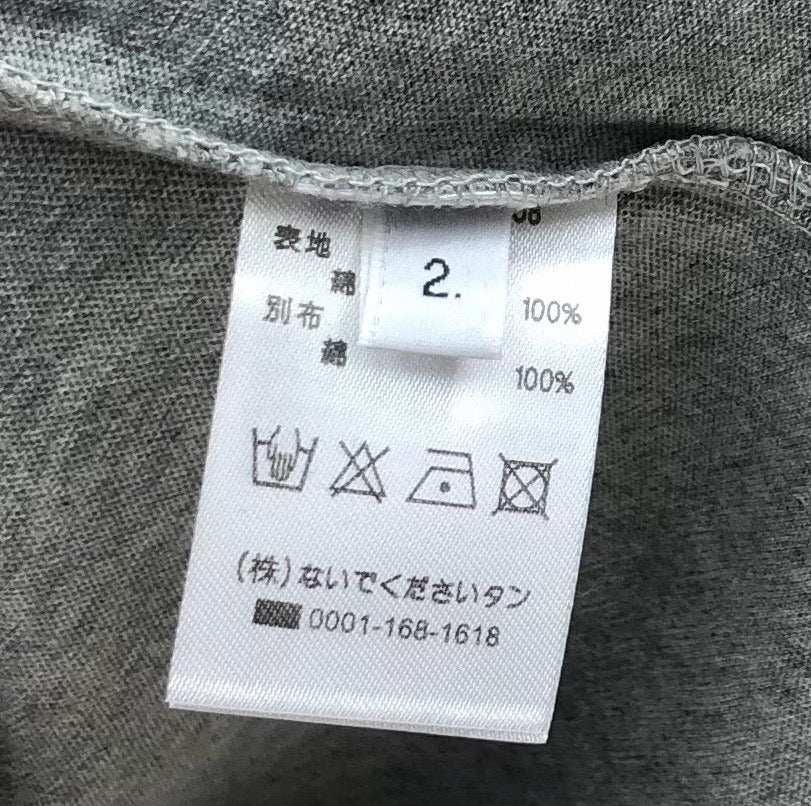 表地
綿 100%
別布
綿 100%
2.
(株)ないでくださいタン
0001-168-1618